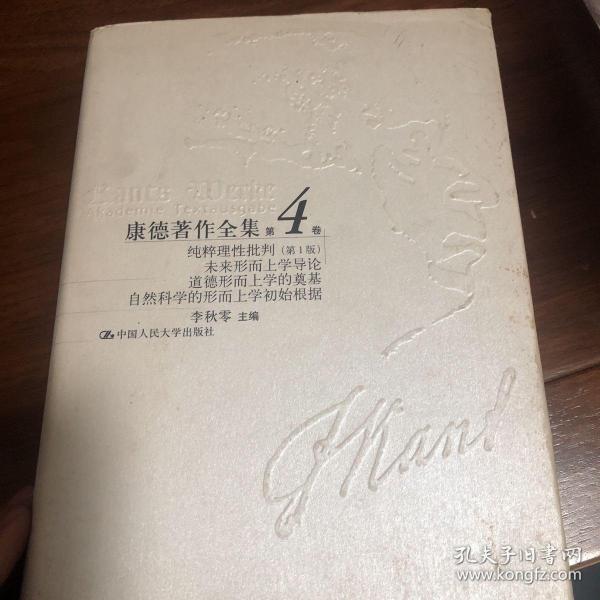 Kants Werke
Akademie Textausgabe
康德著作全集 第4卷
纯粹理性批判（第1版）
未来形而上学导论
道德形而上学的奠基
自然科学的形而上学初始根据
李秋零 主编
中国人民大学出版社
I Kant
孔夫子旧书网
www.kongfz.com